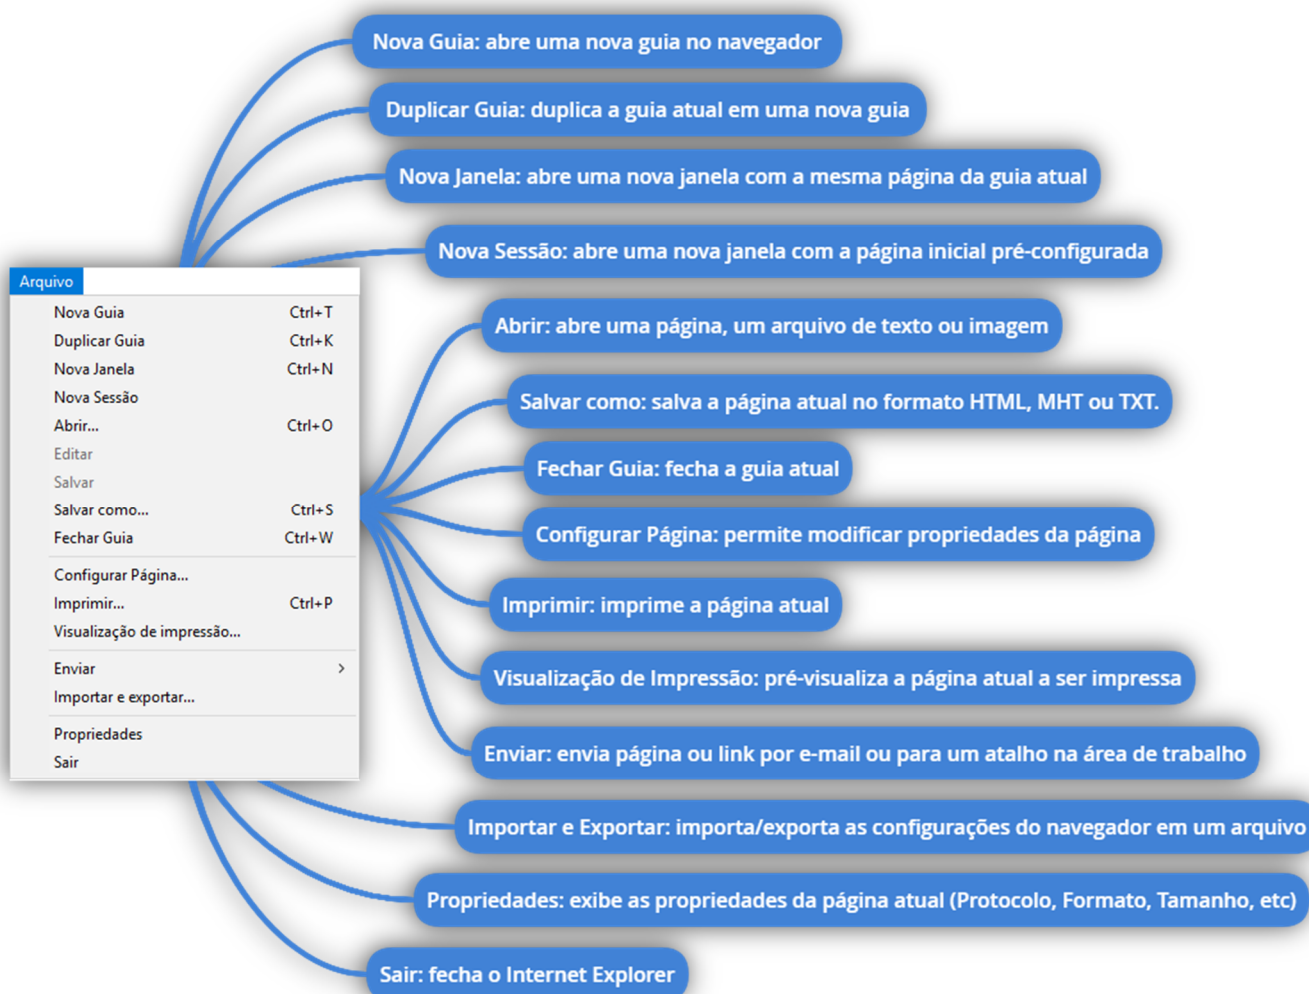 Nova Guia: abre uma nova guia no navegador
Duplicar Guia: duplica a guia atual em uma nova guia
Nova Janela: abre uma nova janela com a mesma página da guia atual
Nova Sessão: abre uma nova janela com a página inicial pré-configurada
Arquivo
Nova Guia Ctrl+T
Duplicar Guia Ctrl+K
Nova Janela Ctrl+N
Nova Sessão
Abrir... Ctrl+O
Editar
Salvar
Salvar como... Ctrl+S
Fechar Guia Ctrl+W
Configurar Página...
Imprimir... Ctrl+P
Visualização de impressão...
Enviar >
Importar e exportar...
Propriedades
Sair
Abrir: abre uma página, um arquivo de texto ou imagem
Salvar como: salva a página atual no formato HTML, MHT ou TXT.
Fechar Guia: fecha a guia atual
Configurar Página: permite modificar propriedades da página
Imprimir: imprime a página atual
Visualização de Impressão: pré-visualiza a página atual a ser impressa
Enviar: envia página ou link por e-mail ou para um atalho na área de trabalho
Importar e Exportar: importa/exporta as configurações do navegador em um arquivo
Propriedades: exibe as propriedades da página atual (Protocolo, Formato, Tamanho, etc)
Sair: fecha o Internet Explorer